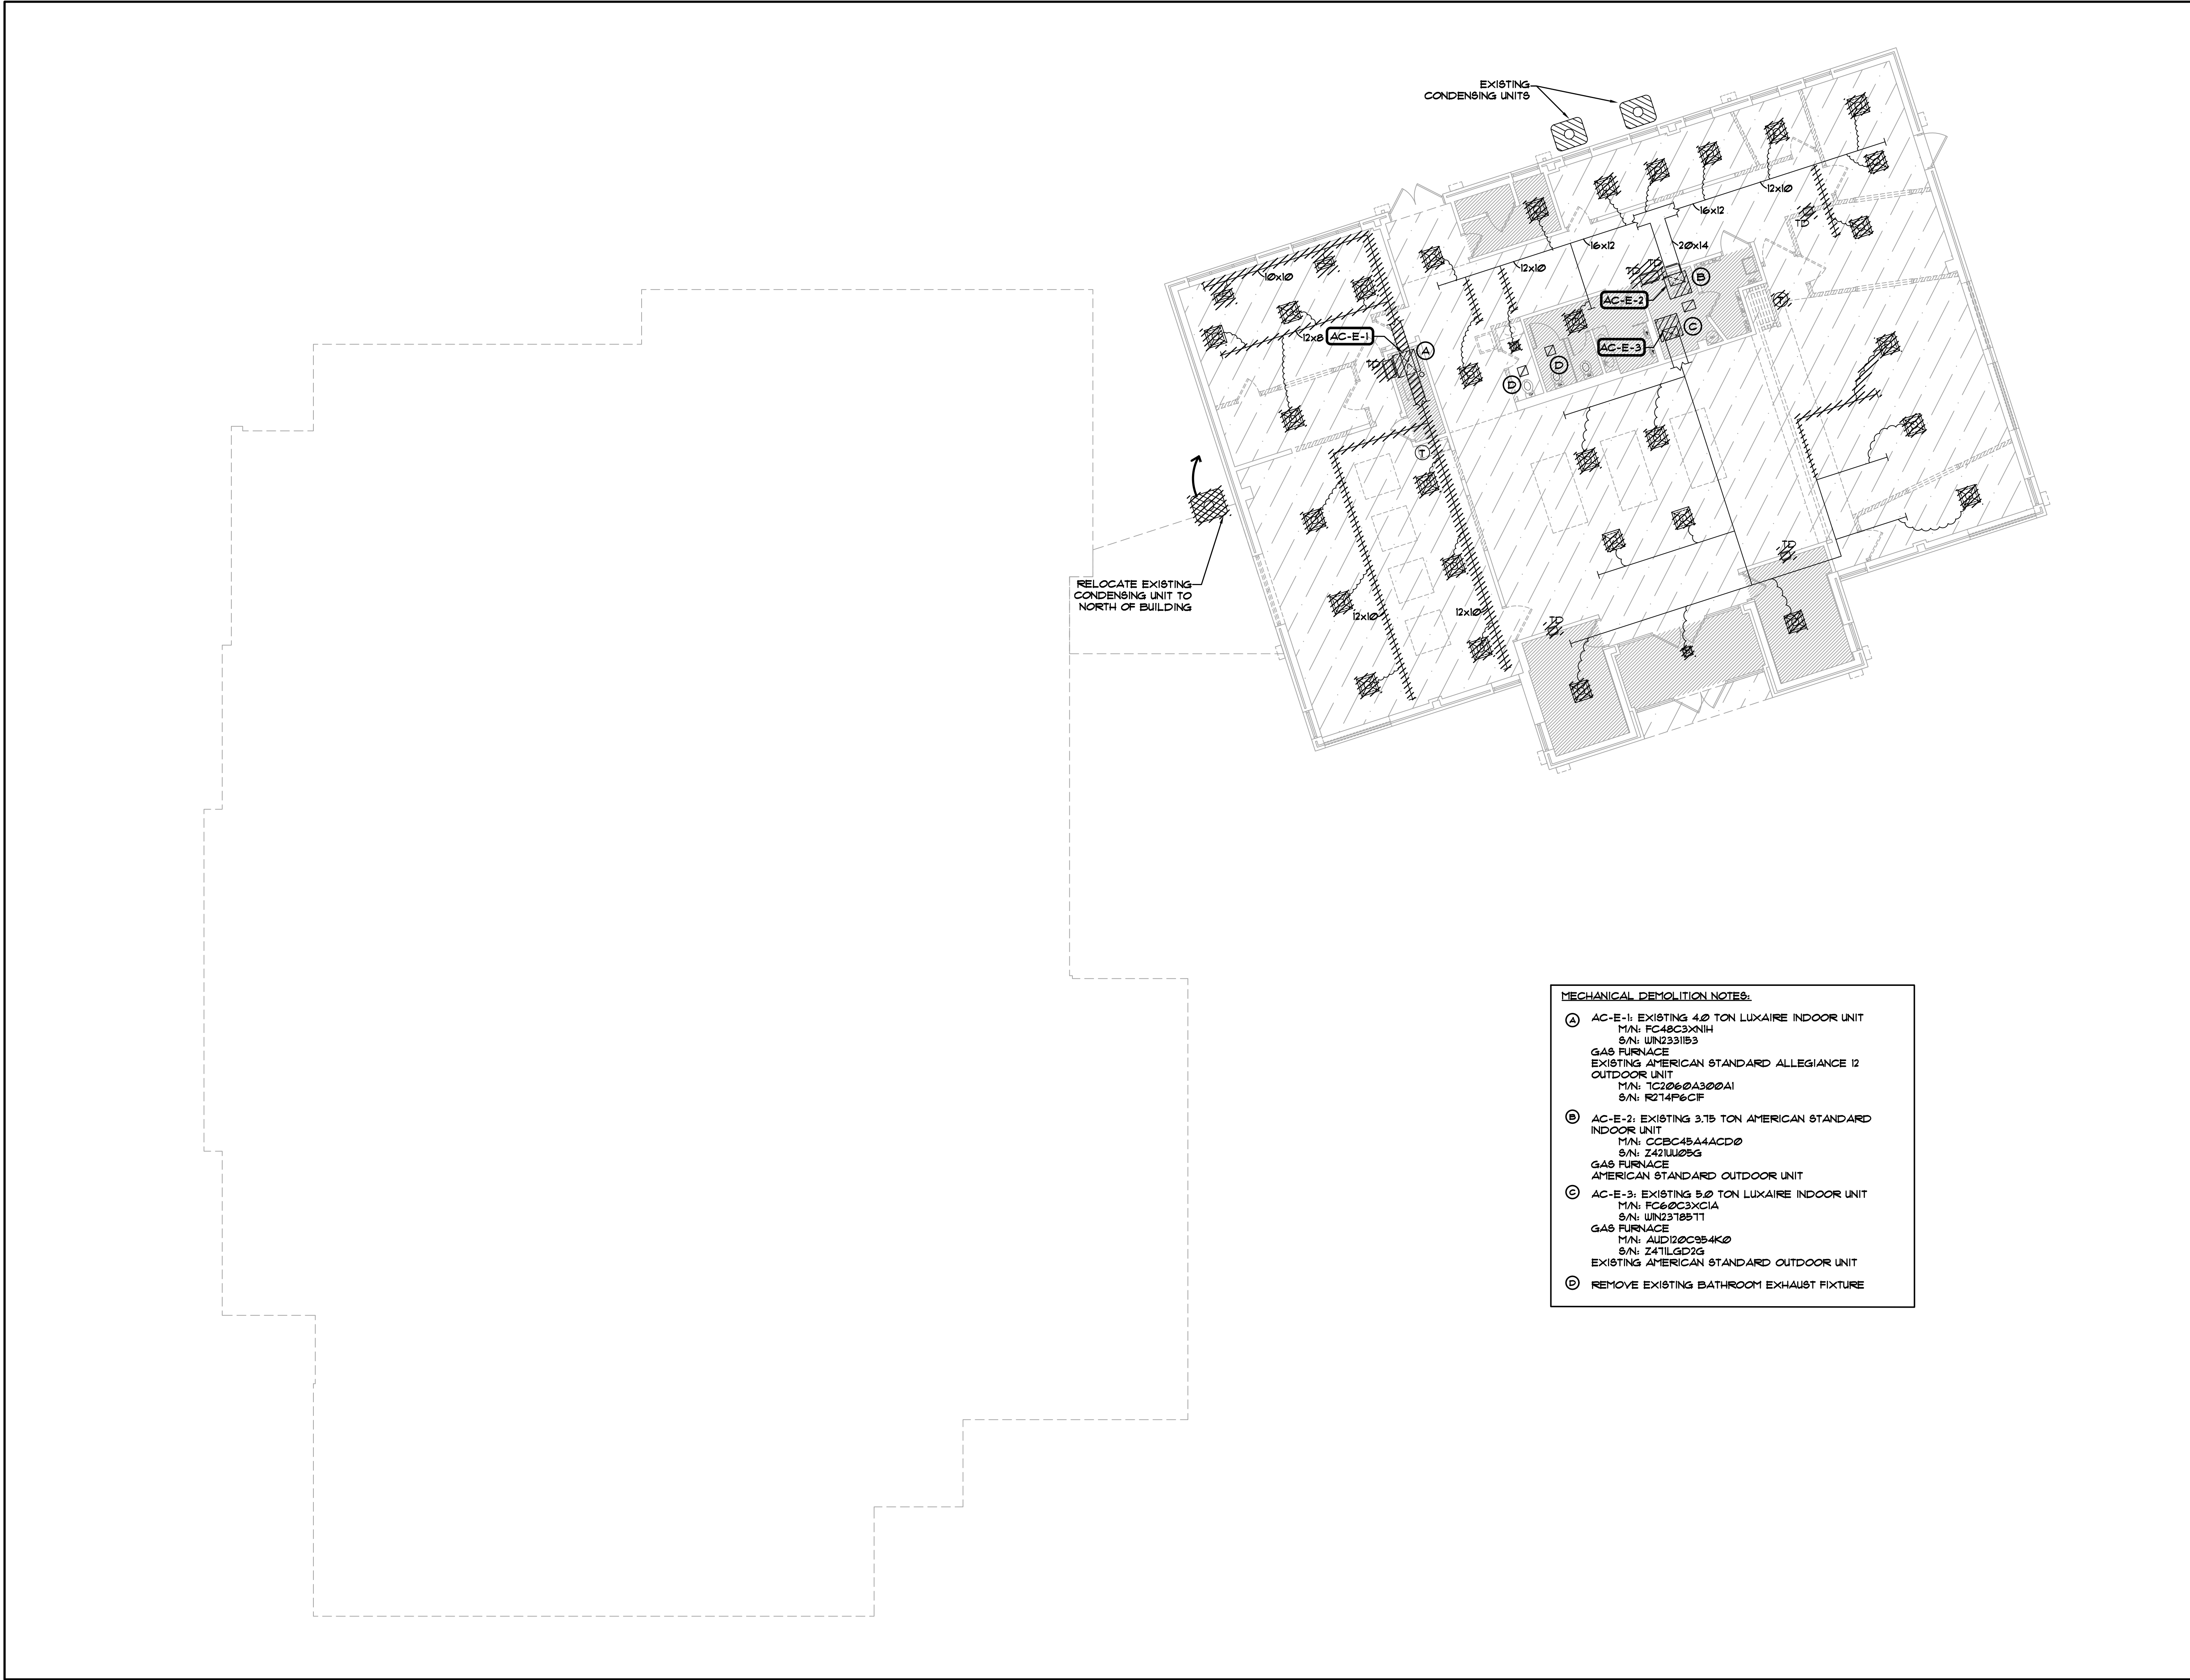 EXISTING
CONDENSING UNITS
12x10
16x12
TD
20x14
16x12
12x10
TD
TD
B
AC-E-2
10x10
12x8
AC-E-1
A
TD
C
AC-E-3
T
D
D
T
RELOCATE EXISTING
CONDENSING UNIT TO
NORTH OF BUILDING
TD
12x10
12x10
TD
MECHANICAL DEMOLITION NOTES:
A AC-E-1: EXISTING 4.0 TON LUXAIRE INDOOR UNIT
M/N: FC48C3XN1H
S/N: WIN2331153
GAS FURNACE
EXISTING AMERICAN STANDARD ALLEGIANCE 12
OUTDOOR UNIT
M/N: 7C2060A300A1
S/N: R274P6C1F
B AC-E-2: EXISTING 3.75 TON AMERICAN STANDARD
INDOOR UNIT
M/N: CCBC45A4ACD0
S/N: Z421UU05G
GAS FURNACE
AMERICAN STANDARD OUTDOOR UNIT
C AC-E-3: EXISTING 5.0 TON LUXAIRE INDOOR UNIT
M/N: FC60C3XC1A
S/N: WIN2378577
GAS FURNACE
M/N: AUD120C954K0
S/N: Z471LGD2G
EXISTING AMERICAN STANDARD OUTDOOR UNIT
D REMOVE EXISTING BATHROOM EXHAUST FIXTURE